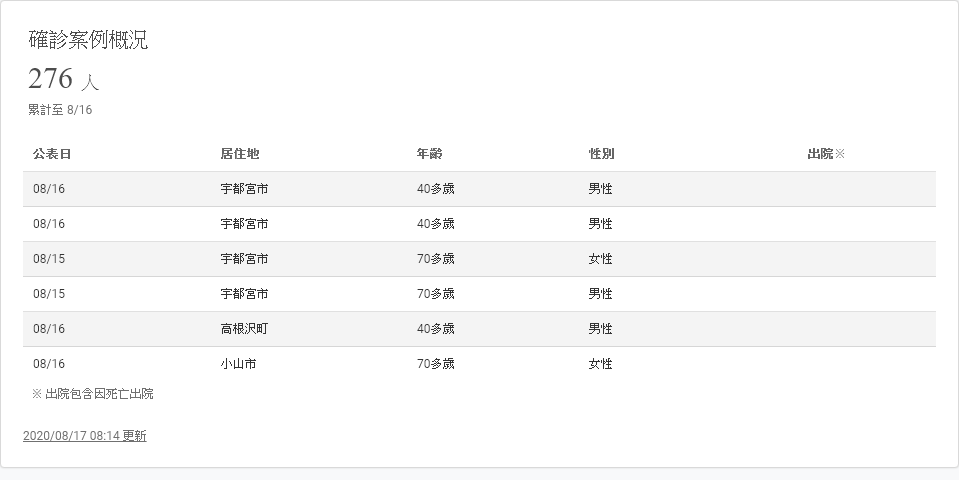 確診案例概況
276 人
累計至 8/16
公表日 居住地 年齡 性別 出院※
08/16 宇都宮市 40多歲 男性
08/16 宇都宮市 40多歲 男性
08/15 宇都宮市 70多歲 女性
08/15 宇都宮市 70多歲 男性
08/16 高根沢町 40多歲 男性
08/16 小山市 70多歲 女性
※ 出院包含因死亡出院
2020/08/17 08:14 更新